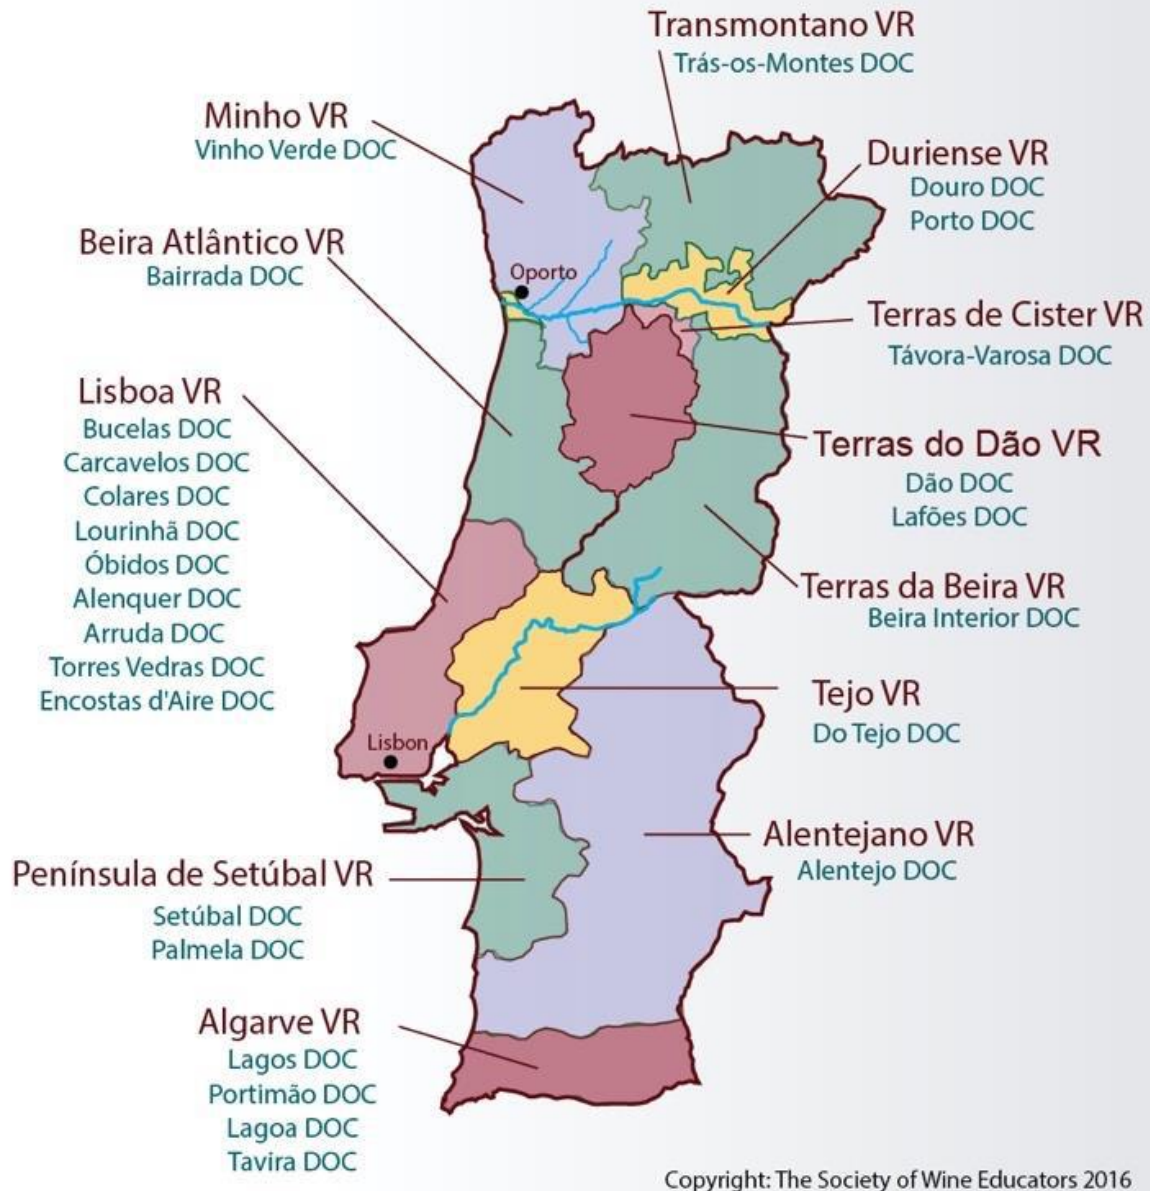 Transmontano VR
Trás-os-Montes DOC
Minho VR
Vinho Verde DOC
Duriense VR
Douro DOC
Porto DOC
Beira Atlântico VR
Bairrada DOC
Oporto
Terras de Cister VR
Távora-Varosa DOC
Lisboa VR
Bucelas DOC
Carcavelos DOC
Colares DOC
Lourinhã DOC
Óbidos DOC
Alenquer DOC
Arruda DOC
Torres Vedras DOC
Encostas d'Aire DOC
Terras do Dão VR
Dão DOC
Lafões DOC
Terras da Beira VR
Beira Interior DOC
Tejo VR
Do Tejo DOC
Lisbon
Alentejano VR
Alentejo DOC
Península de Setúbal VR
Setúbal DOC
Palmela DOC
Algarve VR
Lagos DOC
Portimão DOC
Lagoa DOC
Tavira DOC
Copyright: The Society of Wine Educators 2016